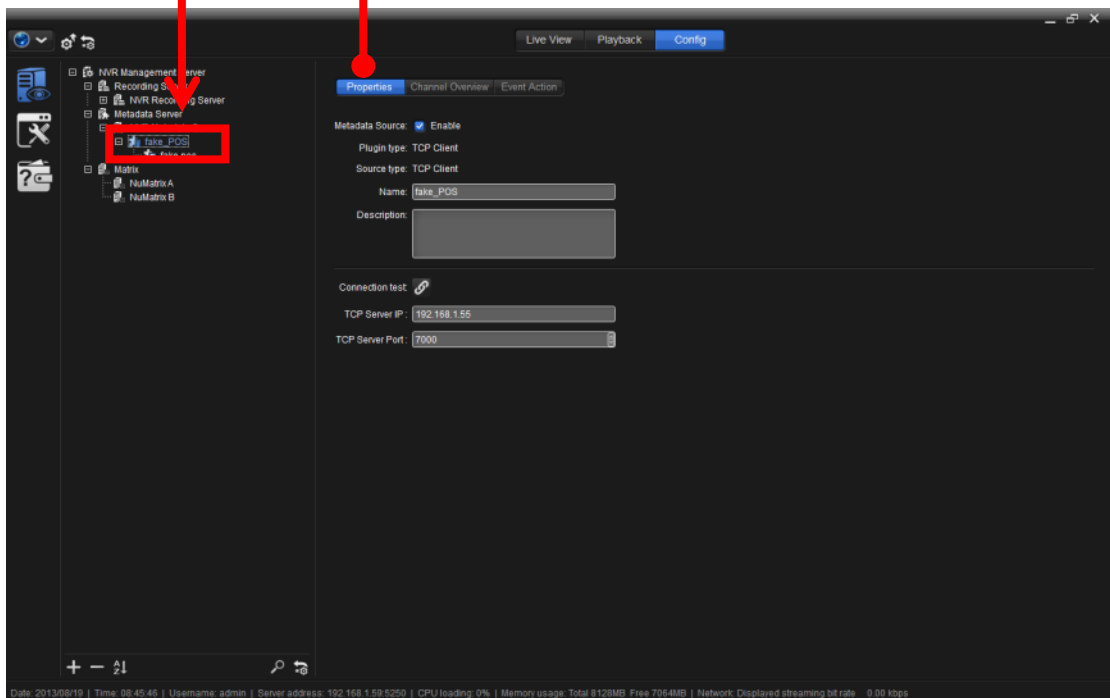 Live View Playback Config
NVR Management Server
Recording
NVR Recording Server
Metadata Server
fake_POS
Matrix
NuMatrix A
NuMatrix B
Properties Channel Overview Event Action
Metadata Source: Enable
Plugin type: TCP Client
Source type: TCP Client
Name: fake_POS
Description:
Connection test:
TCP Server IP: 192.168.1.55
TCP Server Port: 7000
Date: 2013/08/19 | Time: 08:45:46 | Username: admin | Server address: 192.168.1.59:5250 | CPU loading: 0% | Memory usage: Total 8128MB Free 7064MB | Network: Displayed streaming bit rate 0.00 kbps